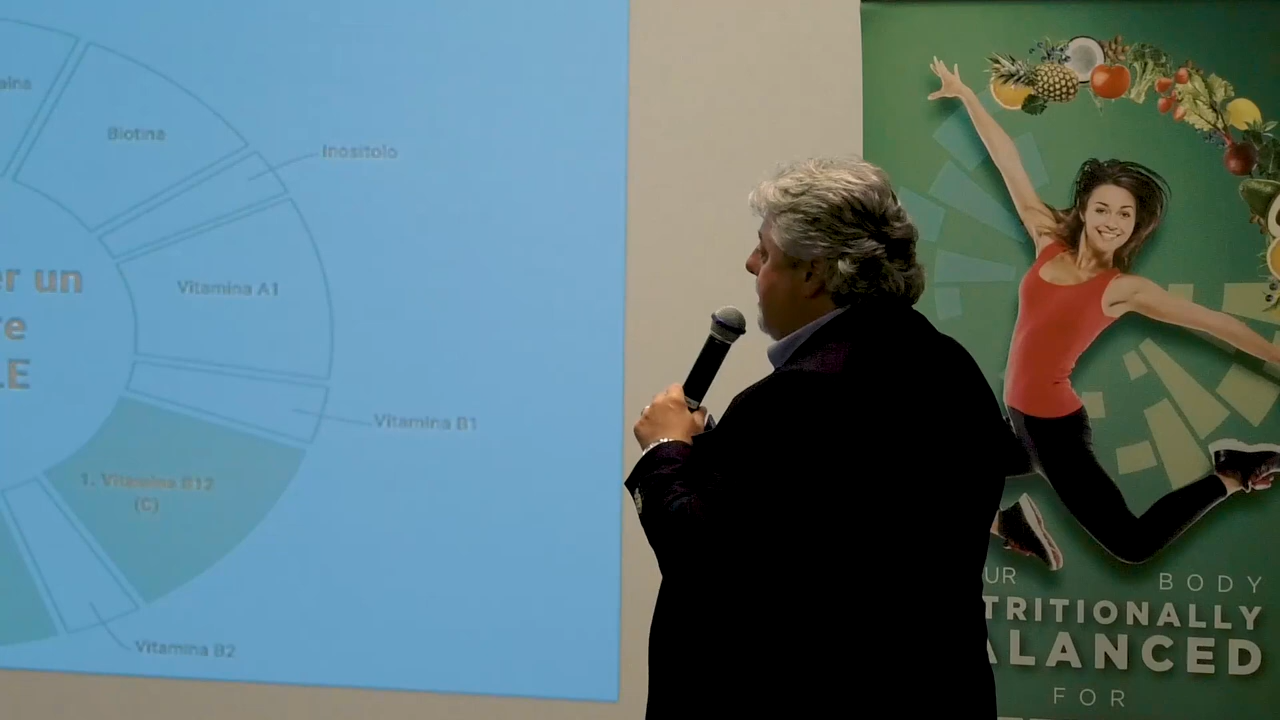 Biotina
Inositolo
er un
Vitamina A1
re
LE
Vitamina B1
1. Vitamina B12
(C)
Vitamina B2
UR BODY
TRITIONALLY
ALANCED
FOR